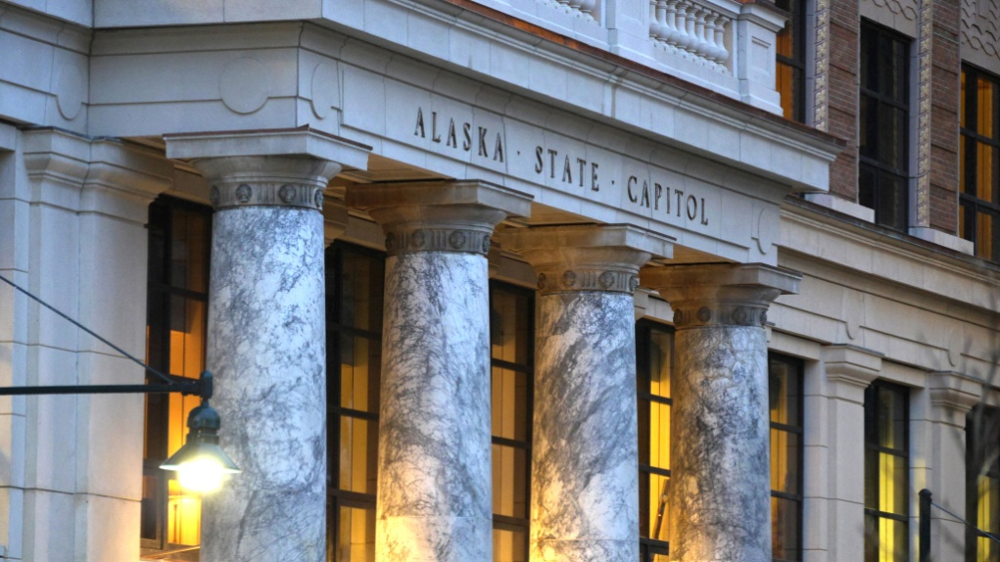 ALASKA · STATE · CAPITOL